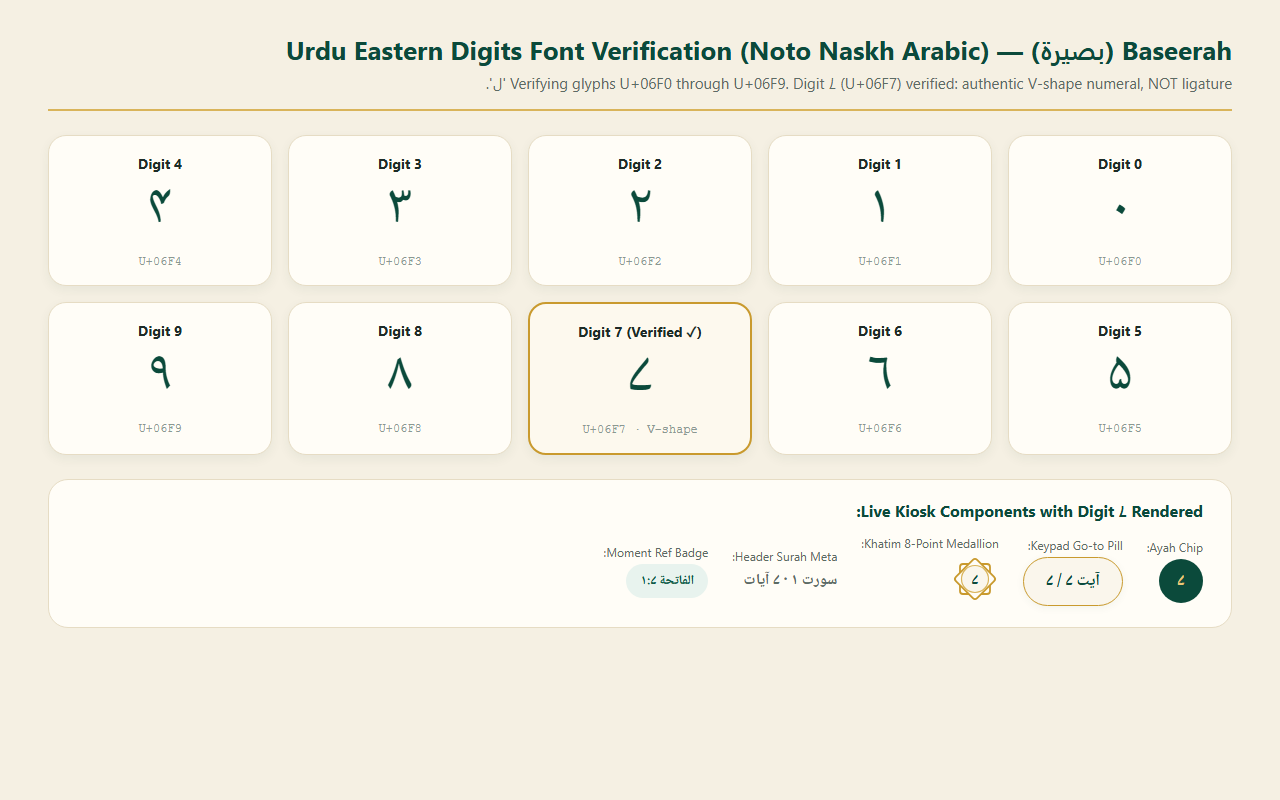 Baseerah (بصيرة) — Urdu Eastern Digits Font Verification (Noto Naskh Arabic)
Verifying glyphs U+06F0 through U+06F9. Digit ۷ (U+06F7) verified: authentic V-shape numeral, NOT ligature 'ل'.
Digit 0
۰
U+06F0
Digit 1
۱
U+06F1
Digit 2
۲
U+06F2
Digit 3
۳
U+06F3
Digit 4
۴
U+06F4
Digit 5
۵
U+06F5
Digit 6
۶
U+06F6
Digit 7 (Verified ✓)
۷
U+06F7 · V-shape
Digit 8
۸
U+06F8
Digit 9
۹
U+06F9
Live Kiosk Components with Digit ۷ Rendered:
Ayah Chip:
۷
Keypad Go-to Pill:
آیت ۷ / ۷
Khatim 8-Point Medallion:
۷
Header Surah Meta:
سورت ۱ · ۷ آیات
Moment Ref Badge:
الفاتحة ۱:۷